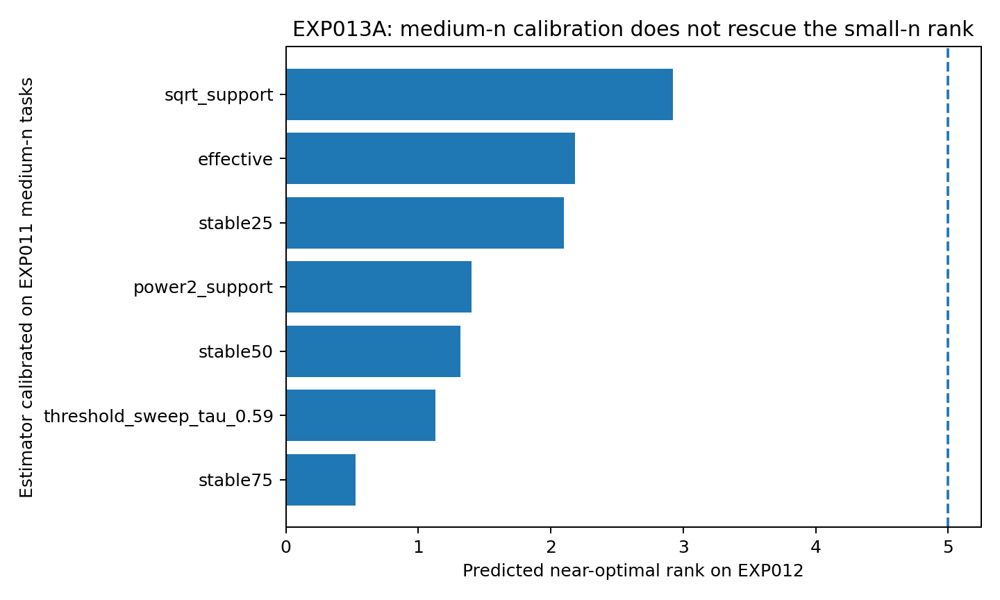 EXP013A: medium-n calibration does not rescue the small-n rank
Estimator calibrated on EXP011 medium-n tasks
sqrt_support
effective
stable25
power2_support
stable50
threshold_sweep_tau_0.59
stable75
0 1 2 3 4 5
Predicted near-optimal rank on EXP012